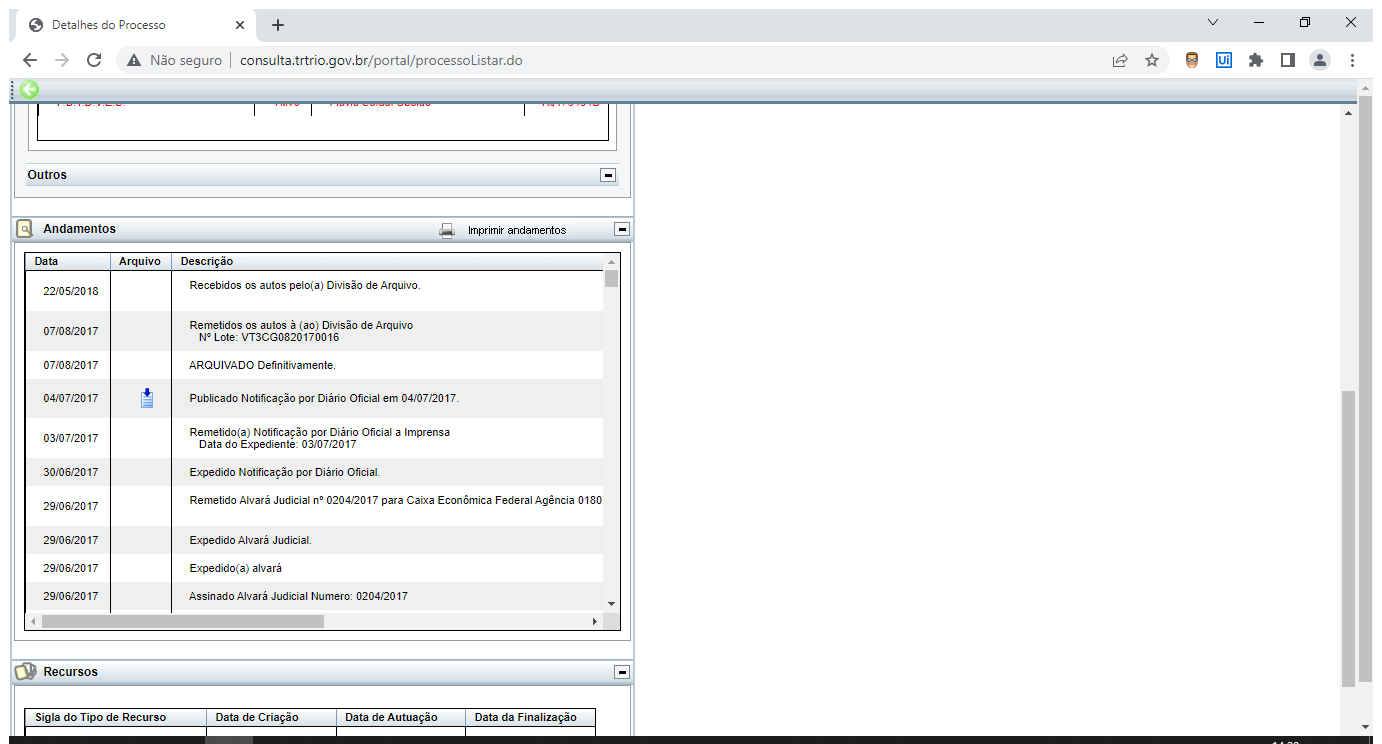 Detalhes do Processo
Não seguro
consulta.trtrio.gov.br/portal/processoListar.do
Outros
Andamentos
Imprimir andamentos
Data Arquivo Descrição
22/05/2018 Recebidos os autos pelo(a) Divisão de Arquivo.
07/08/2017 Remetidos os autos à (ao) Divisão de Arquivo
Nº Lote: VT3CG0820170016
07/08/2017 ARQUIVADO Definitivamente.
04/07/2017 Publicado Notificação por Diário Oficial em 04/07/2017.
03/07/2017 Remetido(a) Notificação por Diário Oficial a Imprensa
Data do Expediente: 03/07/2017
30/06/2017 Expedido Notificação por Diário Oficial.
29/06/2017 Remetido Alvará Judicial nº 0204/2017 para Caixa Econômica Federal Agência 0180
29/06/2017 Expedido Alvará Judicial.
29/06/2017 Expedido(a) alvará
29/06/2017 Assinado Alvará Judicial Numero: 0204/2017
Recursos
Sigla do Tipo de Recurso Data de Criação Data de Autuação Data da Finalização